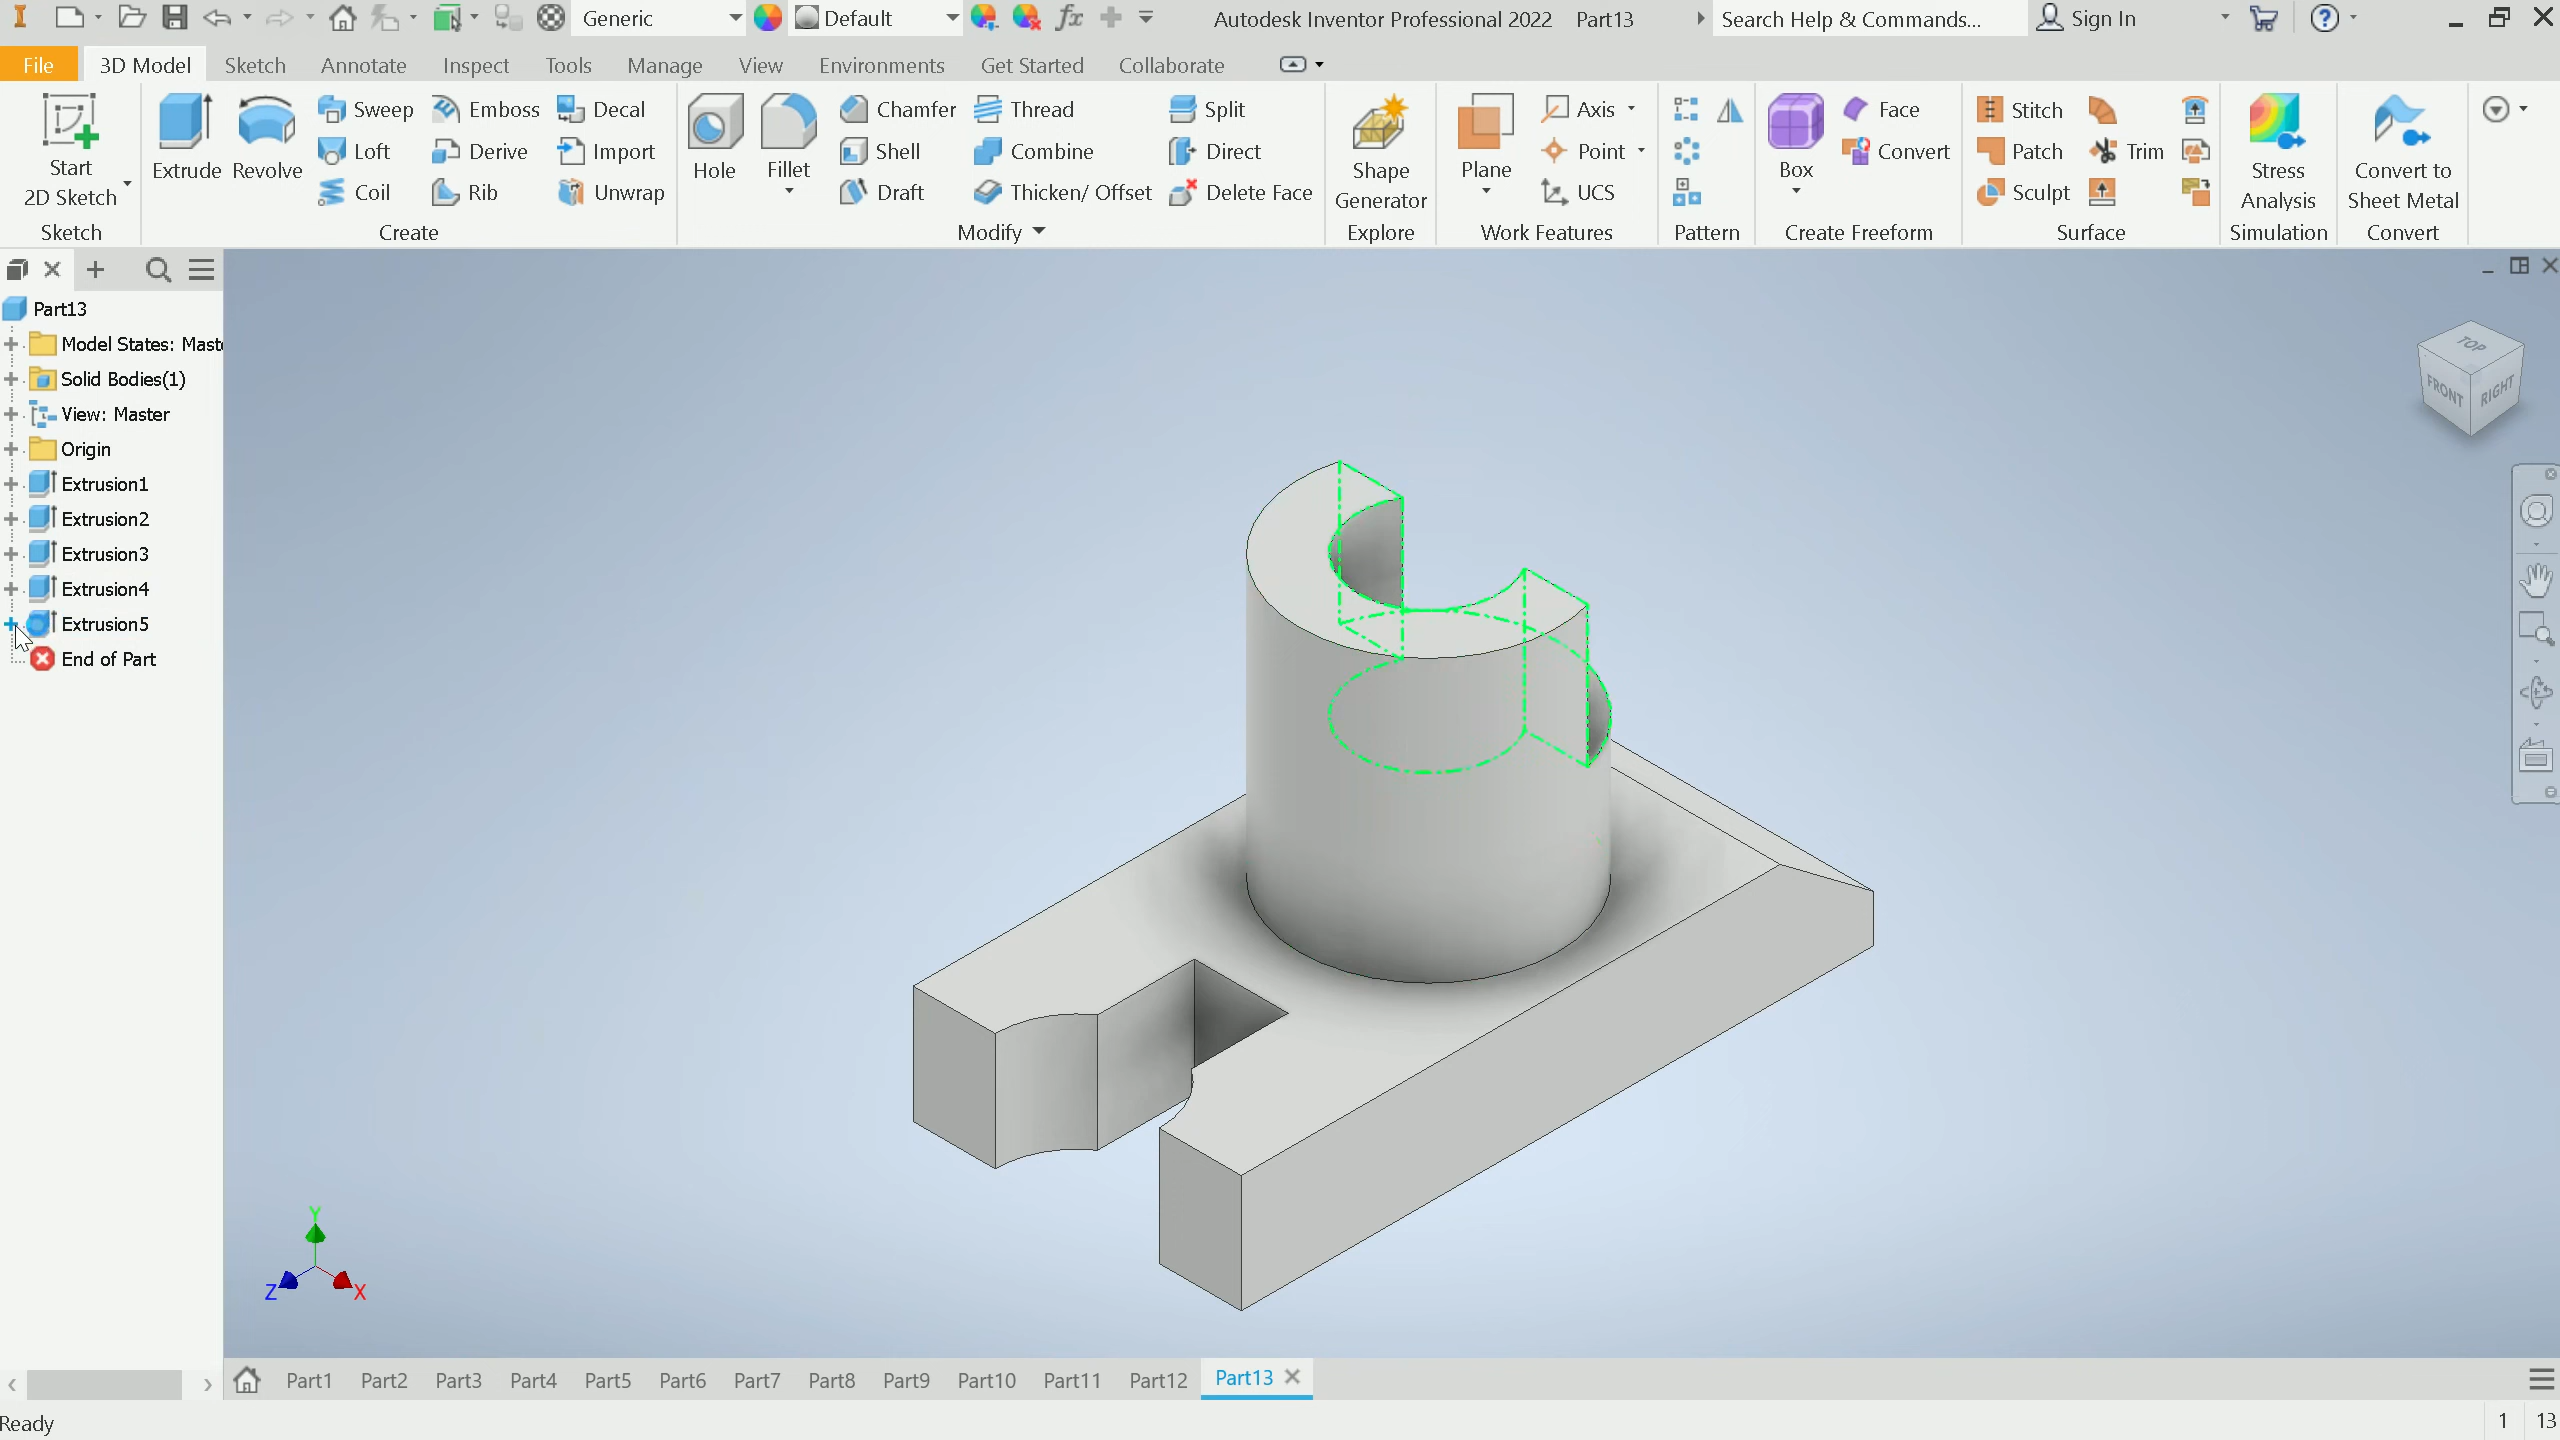 Generic Default fx Autodesk Inventor Professional 2022 Part13 Search Help & Commands... Sign In
File 3D Model Sketch Annotate Inspect Tools Manage View Environments Get Started Collaborate
Start 2D Sketch
Extrude Revolve
Sweep Emboss Decal
Loft Derive Import
Coil Rib Unwrap
Hole Fillet
Chamfer Thread Split
Shell Combine Direct
Draft Thicken/ Offset Delete Face
Shape Generator
Plane
Axis
Point
UCS
Box
Face
Convert
Stitch
Patch Trim
Sculpt
Stress Analysis
Convert to Sheet Metal
Sketch Create Modify Explore Work Features Pattern Create Freeform Surface Simulation Convert
Part13
Model States: Maste
Solid Bodies(1)
View: Master
Origin
Extrusion1
Extrusion2
Extrusion3
Extrusion4
Extrusion5
End of Part
TOP
FRONT RIGHT
Y
Z X
Part1 Part2 Part3 Part4 Part5 Part6 Part7 Part8 Part9 Part10 Part11 Part12 Part13
Ready 1 13